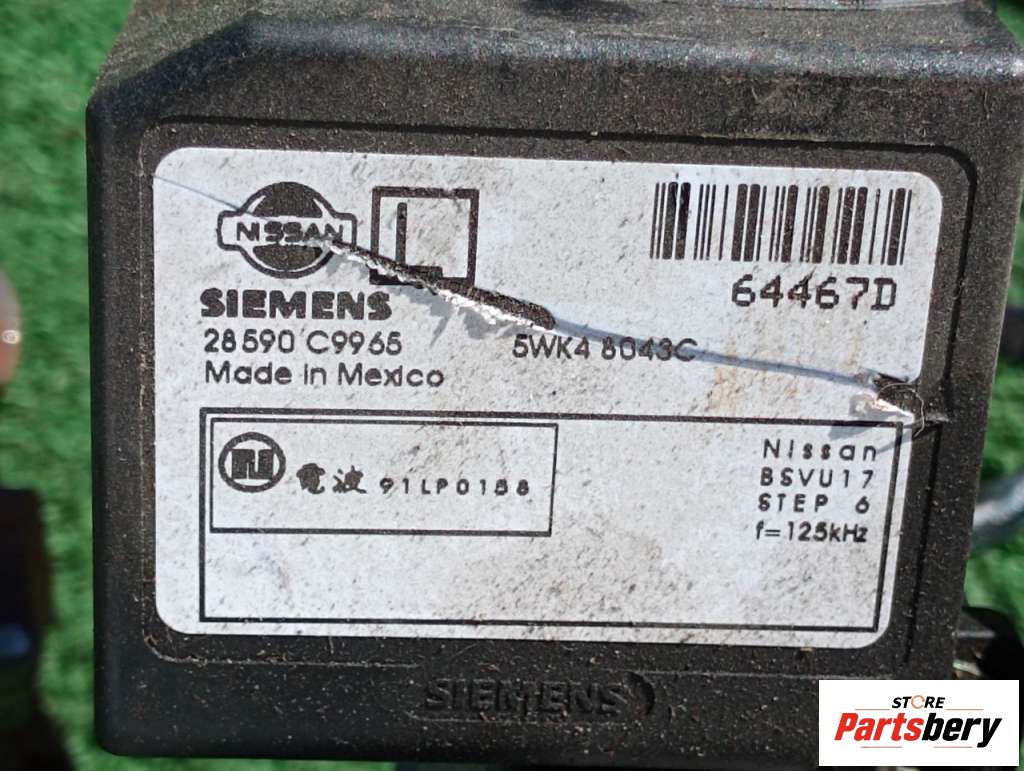 NISSAN
L
64467D
SIEMENS
28590 C9965
5WK4 8043C
Made in Mexico
電波 91LP0188
Nissan
BSVU17
STEP 6
f=125kHz
SIEMENS
STORE
Partsbery